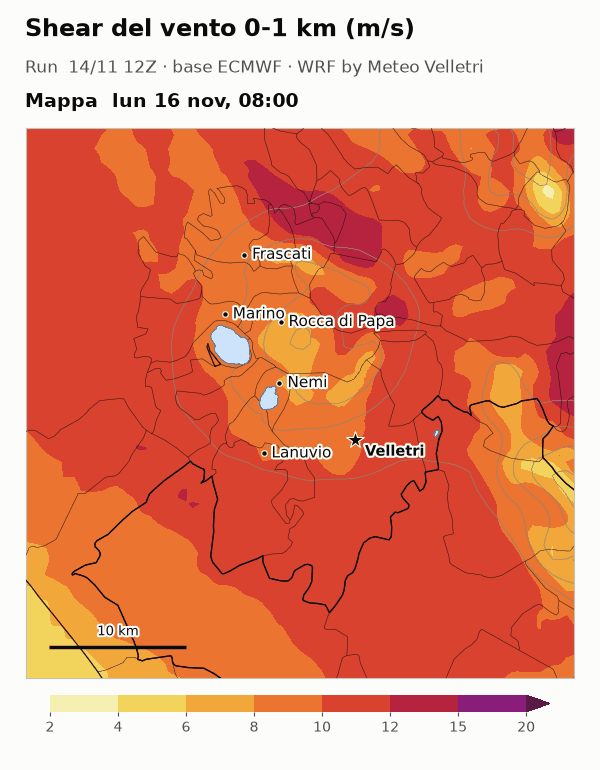 Shear del vento 0-1 km (m/s)
Run  14/11 12Z · base ECMWF · WRF by Meteo Velletri
Mappa  lun 16 nov, 08:00
Frascati
Marino
Rocca di Papa
Nemi
Velletri
Lanuvio
10 km
2 4 6 8 10 12 15 20